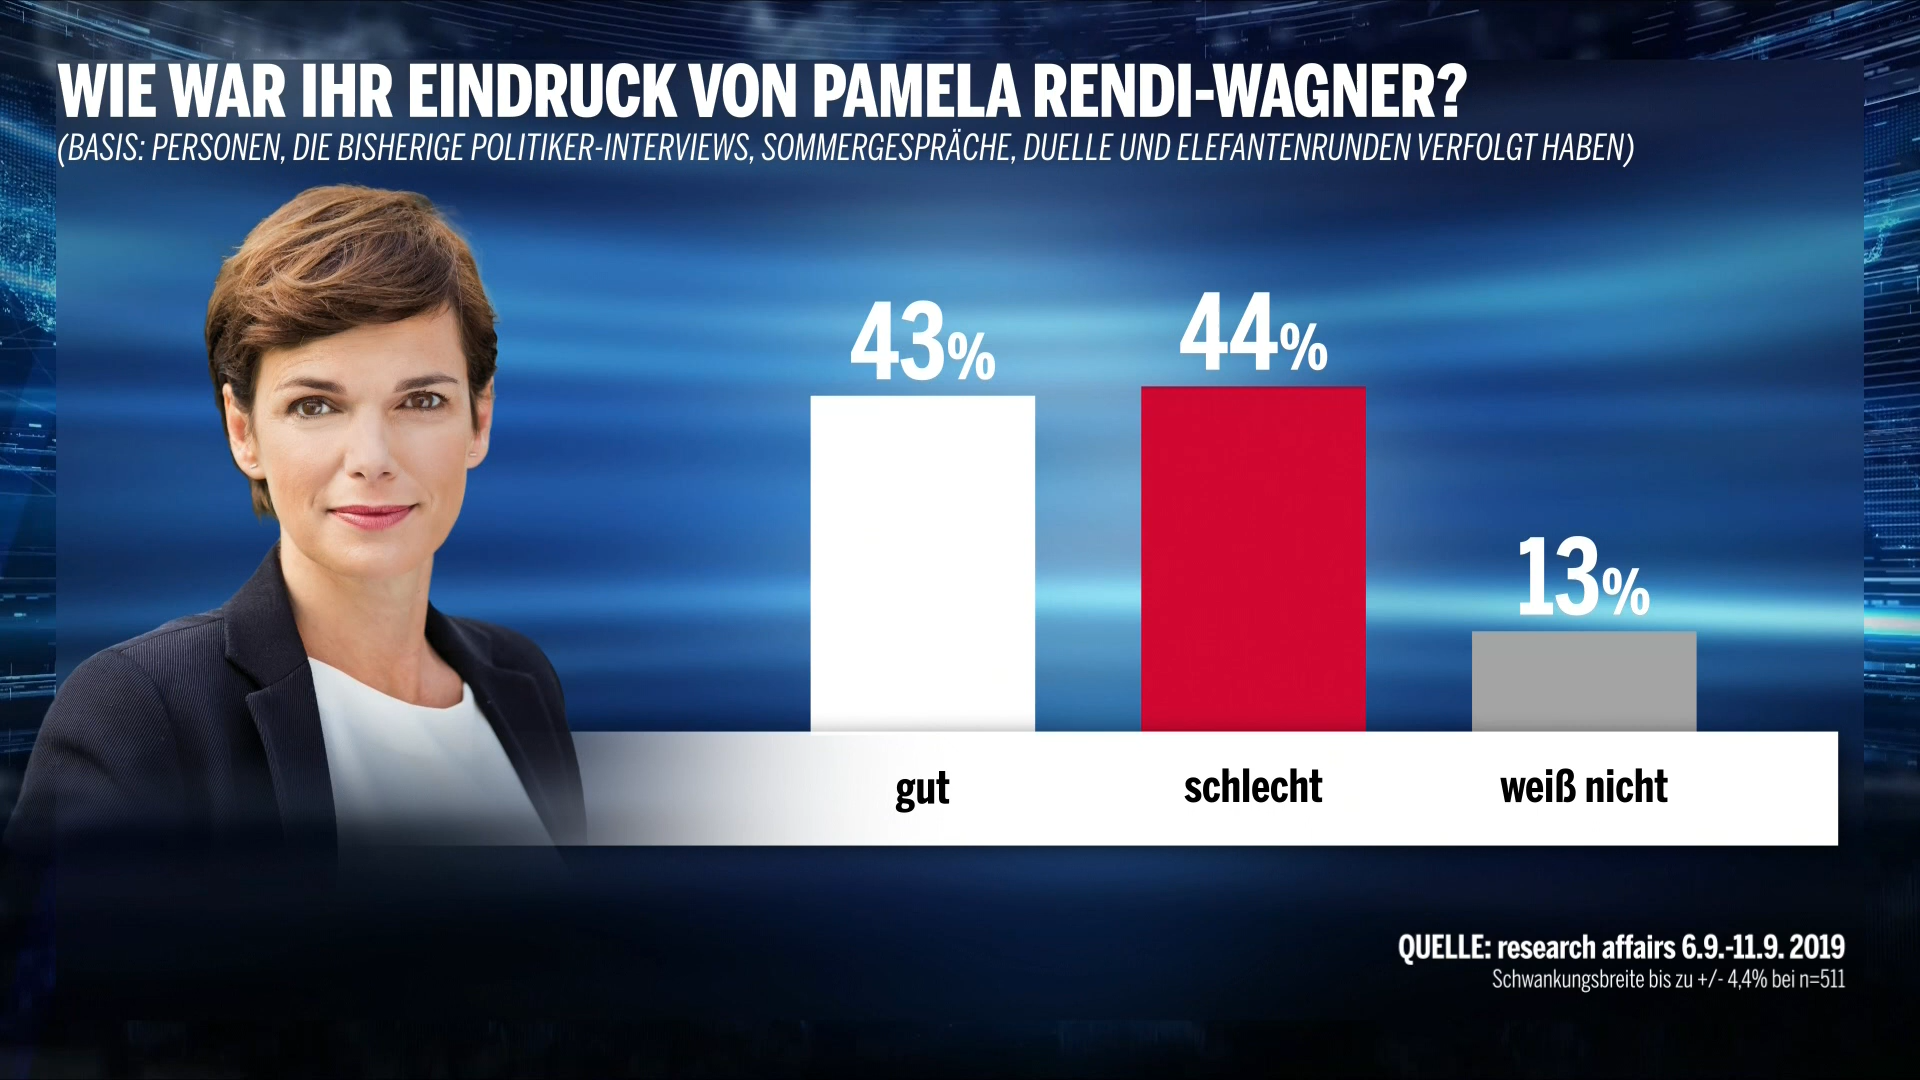 WIE WAR IHR EINDRUCK VON PAMELA RENDI-WAGNER?
(BASIS: PERSONEN, DIE BISHERIGE POLITIKER-INTERVIEWS, SOMMERGESPRÄCHE, DUELLE UND ELEFANTENRUNDEN VERFOLGT HABEN)
43%
44%
13%
gut
schlecht
weiß nicht
QUELLE: research affairs 6.9.-11.9. 2019
Schwankungsbreite bis zu +/- 4,4% bei n=511